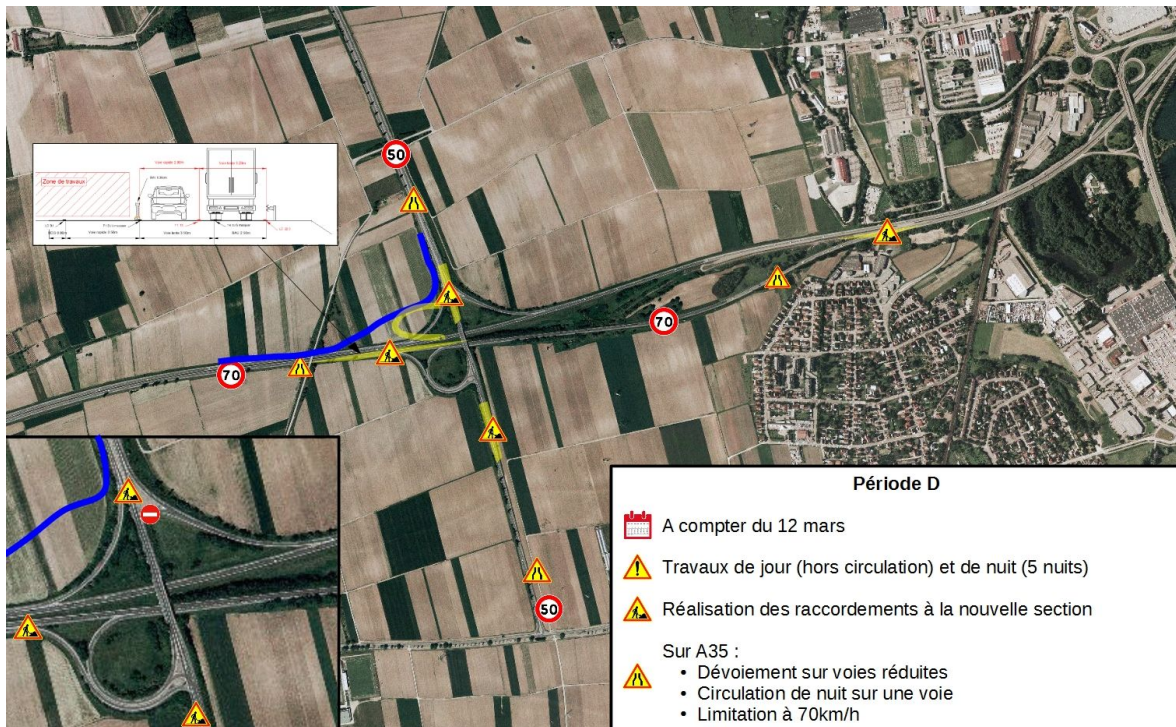 50
Zone de travaux
70
70
50
Période D
A compter du 12 mars
Travaux de jour (hors circulation) et de nuit (5 nuits)
Réalisation des raccordements à la nouvelle section
Sur A35 :
• Dévoiement sur voies réduites
• Circulation de nuit sur une voie
• Limitation à 70km/h